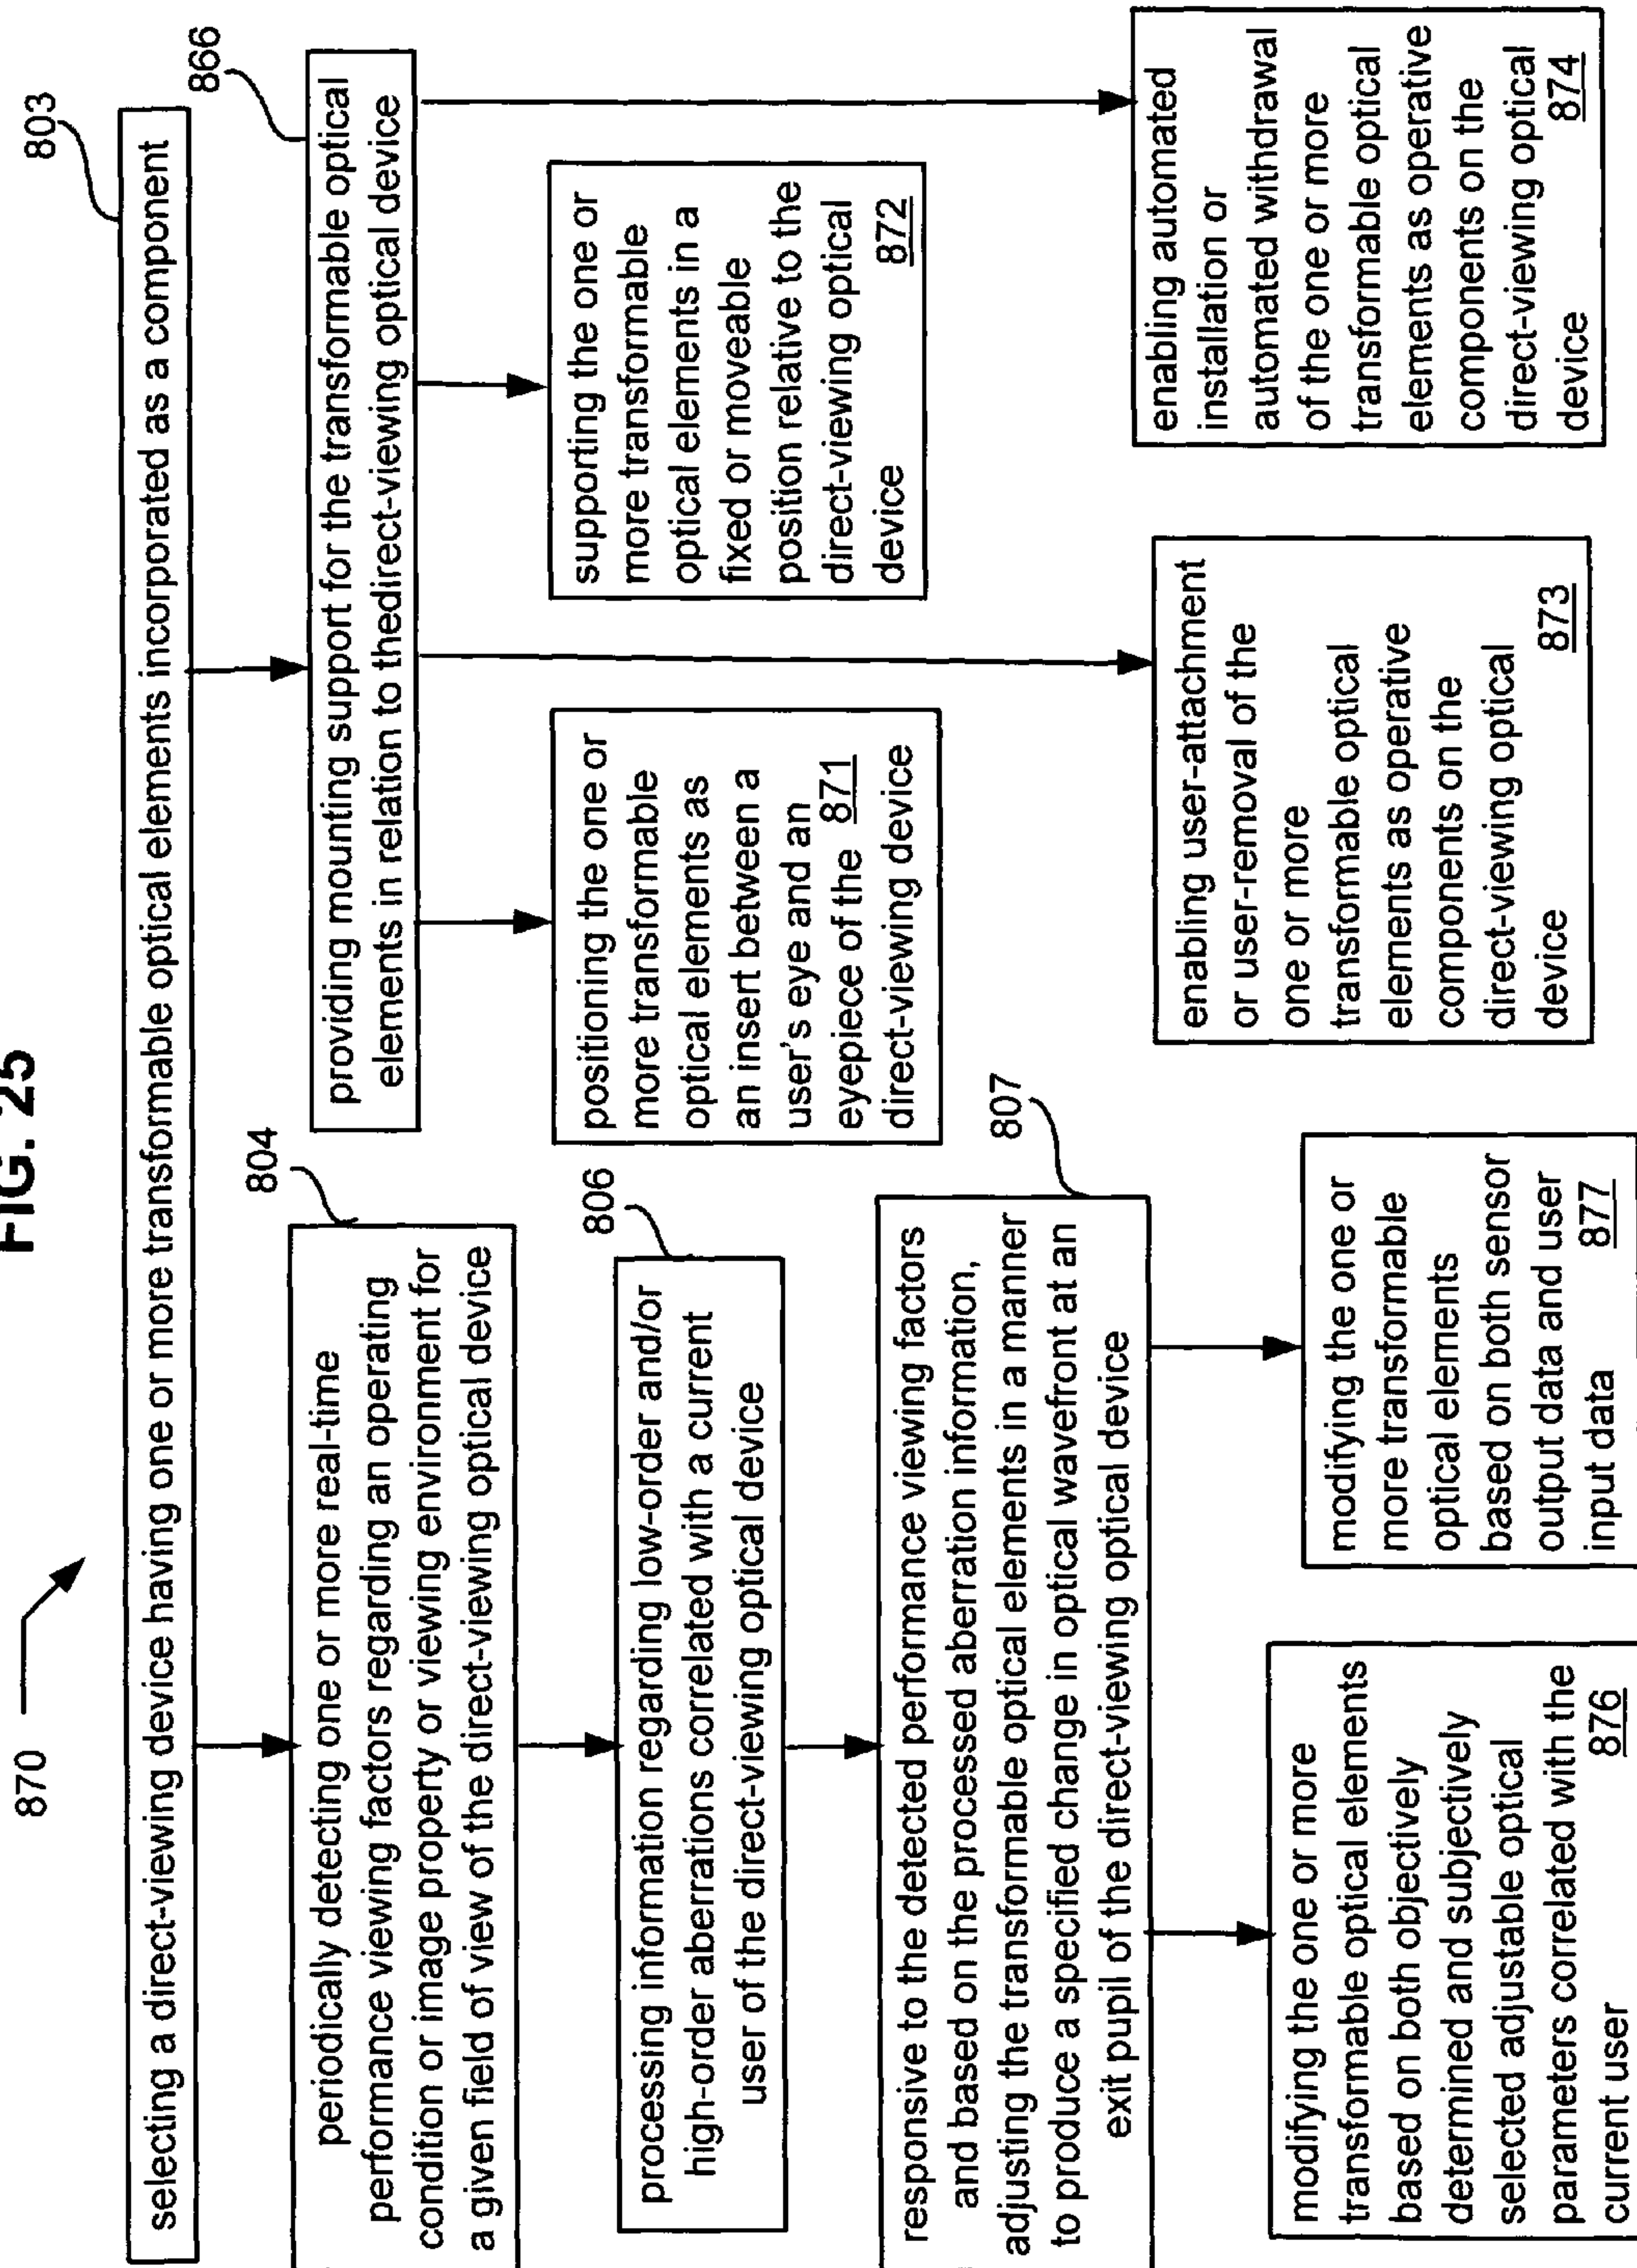 FIG. 25
870
803
selecting a direct-viewing device having one or more transformable optical elements incorporated as a component
804
periodically detecting one or more real-time
performance viewing factors regarding an operating
condition or image property or viewing environment for
a given field of view of the direct-viewing optical device
806
processing information regarding low-order and/or
high-order aberrations correlated with a current
user of the direct-viewing optical device
807
responsive to the detected performance viewing factors
and based on the processed aberration information,
adjusting the transformable optical elements in a manner
to produce a specified change in optical wavefront at an
exit pupil of the direct-viewing optical device
modifying the one or more
transformable optical elements
based on both objectively
determined and subjectively
selected adjustable optical
parameters correlated with the
current user 876
modifying the one or
more transformable
optical elements
based on both sensor
output data and user
input data 877
866
providing mounting support for the transformable optical
elements in relation to thedirect-viewing optical device
positioning the one or
more transformable
optical elements as
an insert between a
user's eye and an
eyepiece of the 871
direct-viewing device
supporting the one or
more transformable
optical elements in a
fixed or moveable
position relative to the
direct-viewing optical
device 872
enabling user-attachment
or user-removal of the
one or more
transformable optical
elements as operative
components on the
direct-viewing optical
device 873
enabling automated
installation or
automated withdrawal
of the one or more
transformable optical
elements as operative
components on the
direct-viewing optical
device 874